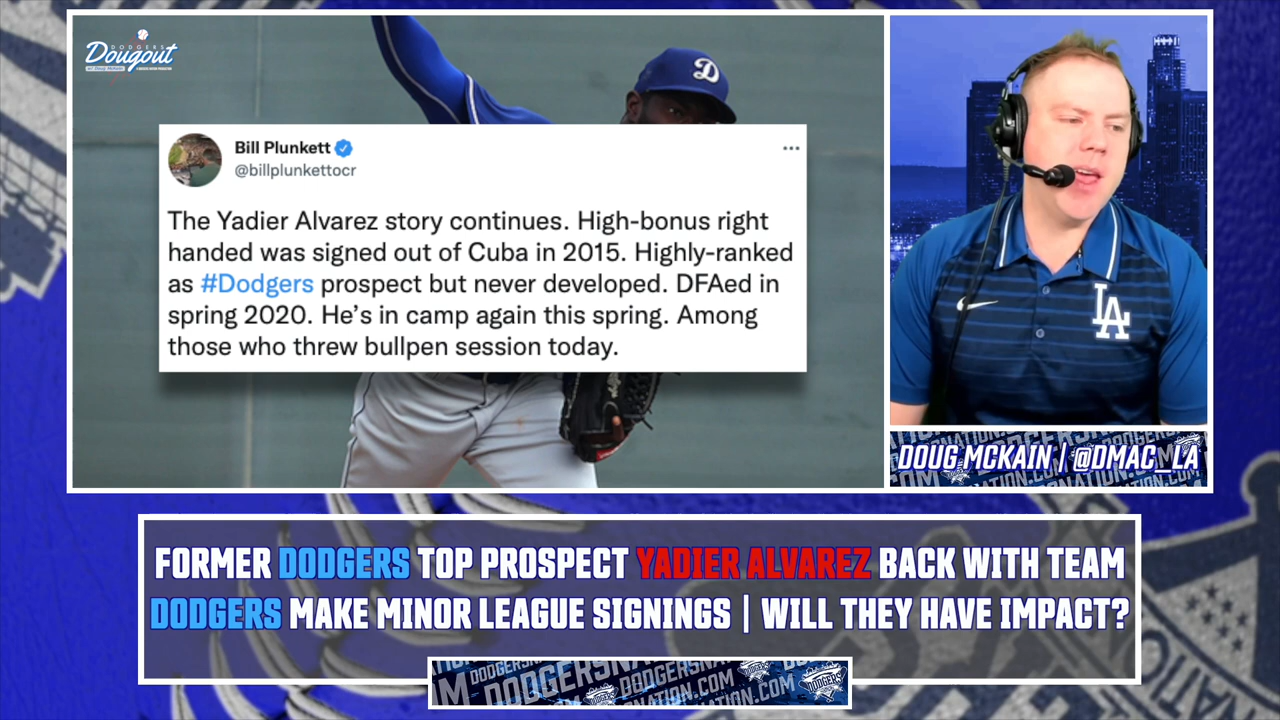 DODGERS
Dougout
D
Bill Plunkett
@billplunkettocr
The Yadier Alvarez story continues. High-bonus right
handed was signed out of Cuba in 2015. Highly-ranked
as #Dodgers prospect but never developed. DFAed in
spring 2020. He’s in camp again this spring. Among
those who threw bullpen session today.
LA
DOUG MCKAIN / @DMAC_LA
FORMER DODGERS TOP PROSPECT YADIER ALVAREZ BACK WITH TEAM
DODGERS MAKE MINOR LEAGUE SIGNINGS | WILL THEY HAVE IMPACT?
DODGERSNATION.COM